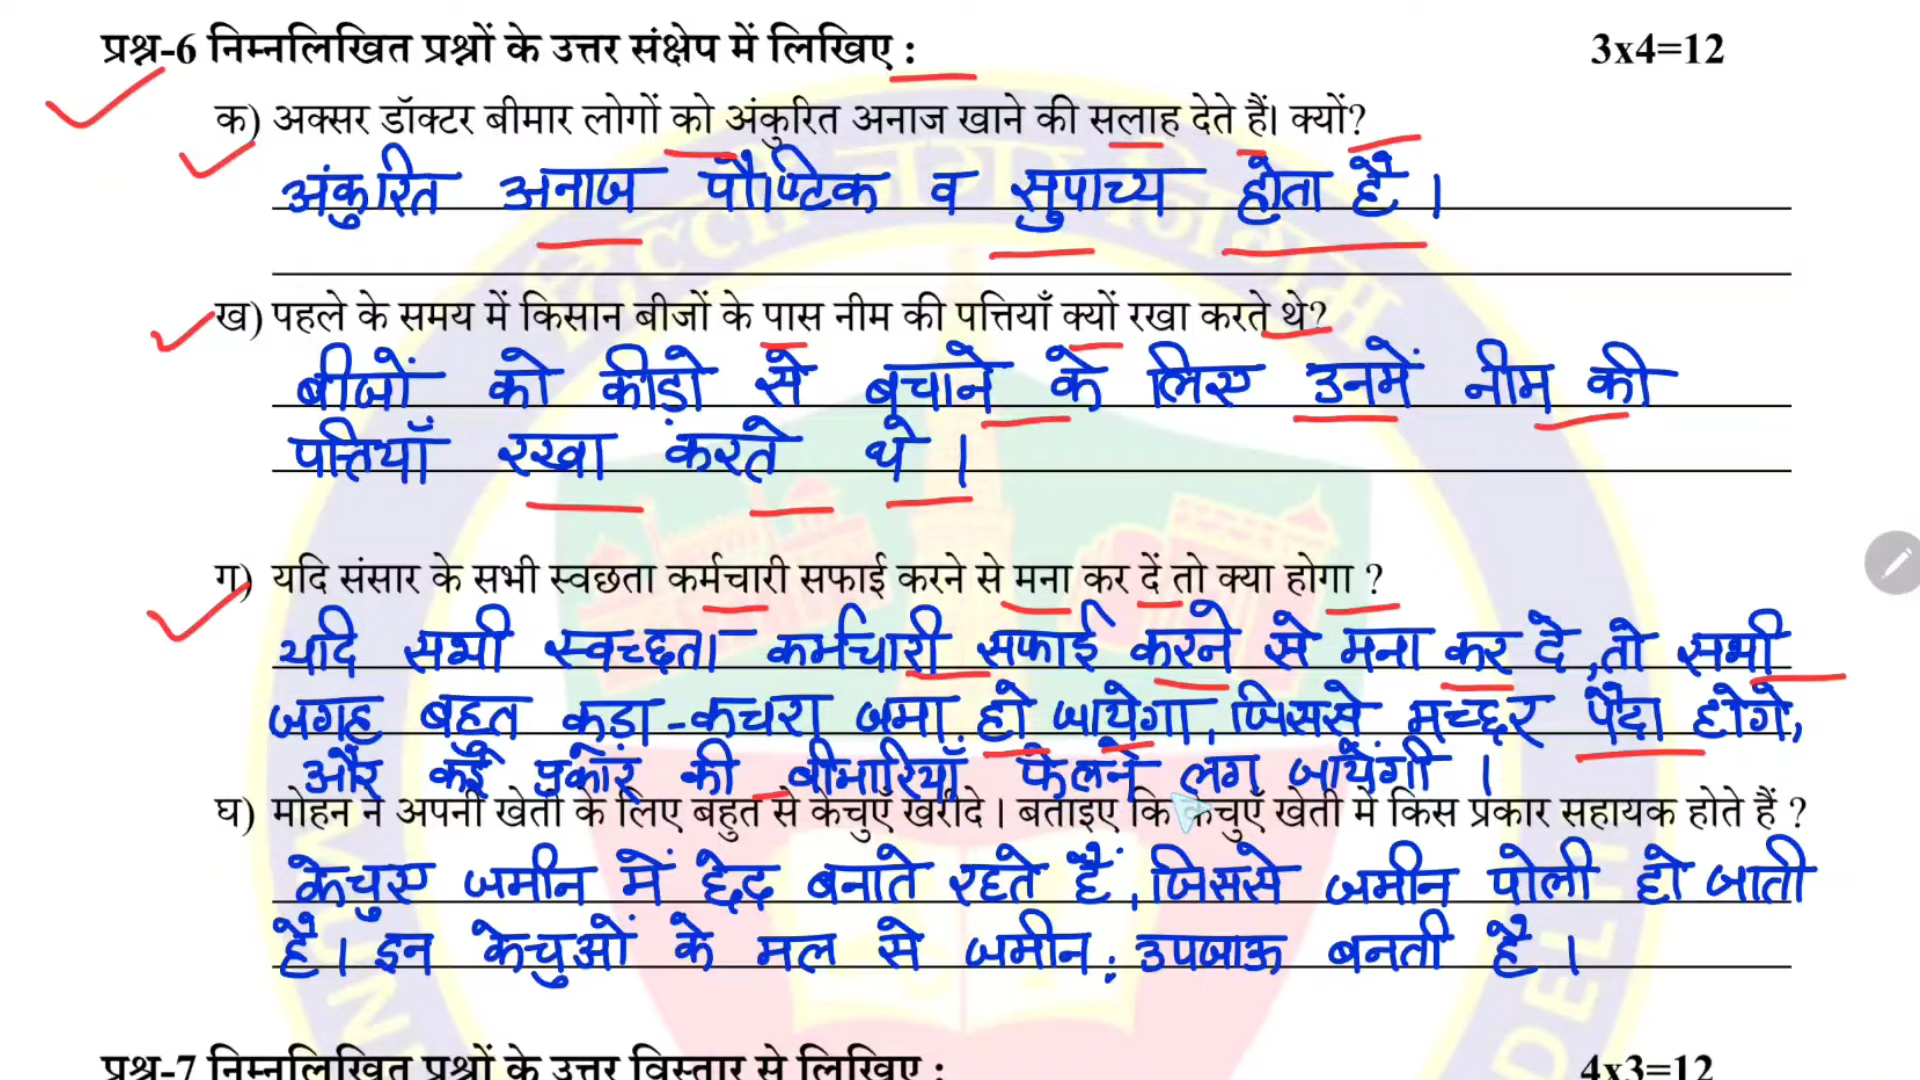 प्रश्न-6 निम्नलिखित प्रश्नों के उत्तर संक्षेप में लिखिए : 3x4=12
क) अक्सर डॉक्टर बीमार लोगों को अंकुरित अनाज खाने की सलाह देते हैं। क्यों?
अंकुरित अनाज पौष्टिक व सुपाच्य होता है ।
ख) पहले के समय में किसान बीजों के पास नीम की पत्तियाँ क्यों रखा करते थे?
बीजों को कीड़ो से बचाने के लिए उनमें नीम की
पत्तियाँ रखा करते थे ।
ग) यदि संसार के सभी स्वछता कर्मचारी सफाई करने से मना कर दें तो क्या होगा ?
यदि सभी स्वच्छता कर्मचारी सफाई करने से मना कर दे, तो सभी
जगह बहुत कूड़ा-कचरा जमा हो जायेगा, जिससे मच्छर पैदा होगे,
और कई प्रकार की बीमारियाँ फैलने लग जायेंगी ।
घ) मोहन ने अपनी खेती के लिए बहुत से केंचुएँ खरीदे । बताइए कि केंचुएँ खेती में किस प्रकार सहायक होते हैं ?
केचुए जमीन में छेद बनाते रहते हैं, जिससे जमीन पोली हो जाती
है । इन केचुओं के मल से जमीन उपजाऊ बनती है ।
प्रश्न-7 निम्नलिखित प्रश्नों के उत्तर विस्तार से लिखिए : 4x3=12
दिल्ली नगर निगम
DELHI